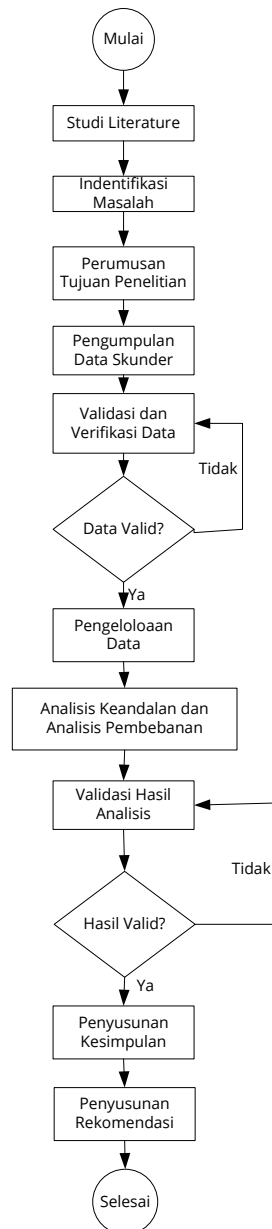 Mulai
Studi Literature
Indentifikasi
Masalah
Perumusan
Tujuan Penelitian
Pengumpulan
Data Skunder
Validasi dan
Verifikasi Data
Tidak
Data Valid?
Ya
Pengeloloaan
Data
Analisis Keandalan dan
Analisis Pembebanan
Validasi Hasil
Analisis
Tidak
Hasil Valid?
Ya
Penyusunan
Kesimpulan
Penyusunan
Rekomendasi
Selesai